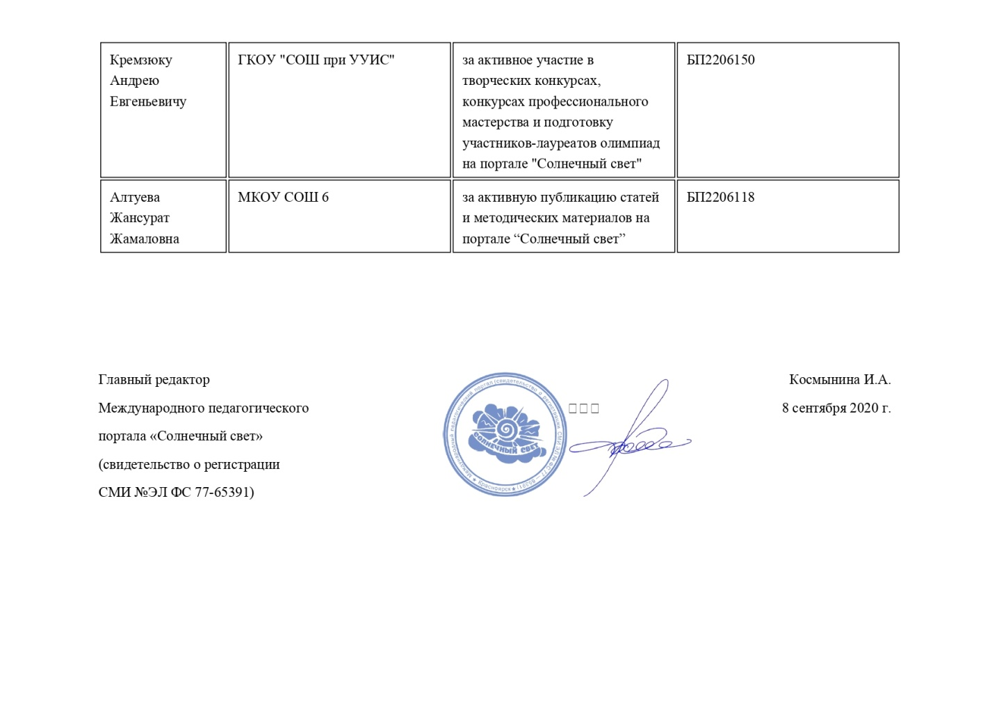 Кремзюку
Андрею
Евгеньевичу
ГКОУ "СОШ при УУИС"
за активное участие в
творческих конкурсах,
конкурсах профессионального
мастерства и подготовку
участников-лауреатов олимпиад
на портале "Солнечный свет"
БП2206150
Алтуева
Жансурат
Жамаловна
МКОУ СОШ 6
за активную публикацию статей
и методических материалов на
портале “Солнечный свет”
БП2206118
Главный редактор
Международного педагогического
портала «Солнечный свет»
(свидетельство о регистрации
СМИ №ЭЛ ФС 77-65391)
Международный педагогический портал (свидетельство о регистрации СМИ ЭЛ № ФС 77 — 65391) ★ Красноярск ★
СОЛНЕЧНЫЙ СВЕТ
Космынина И.А.
8 сентября 2020 г.